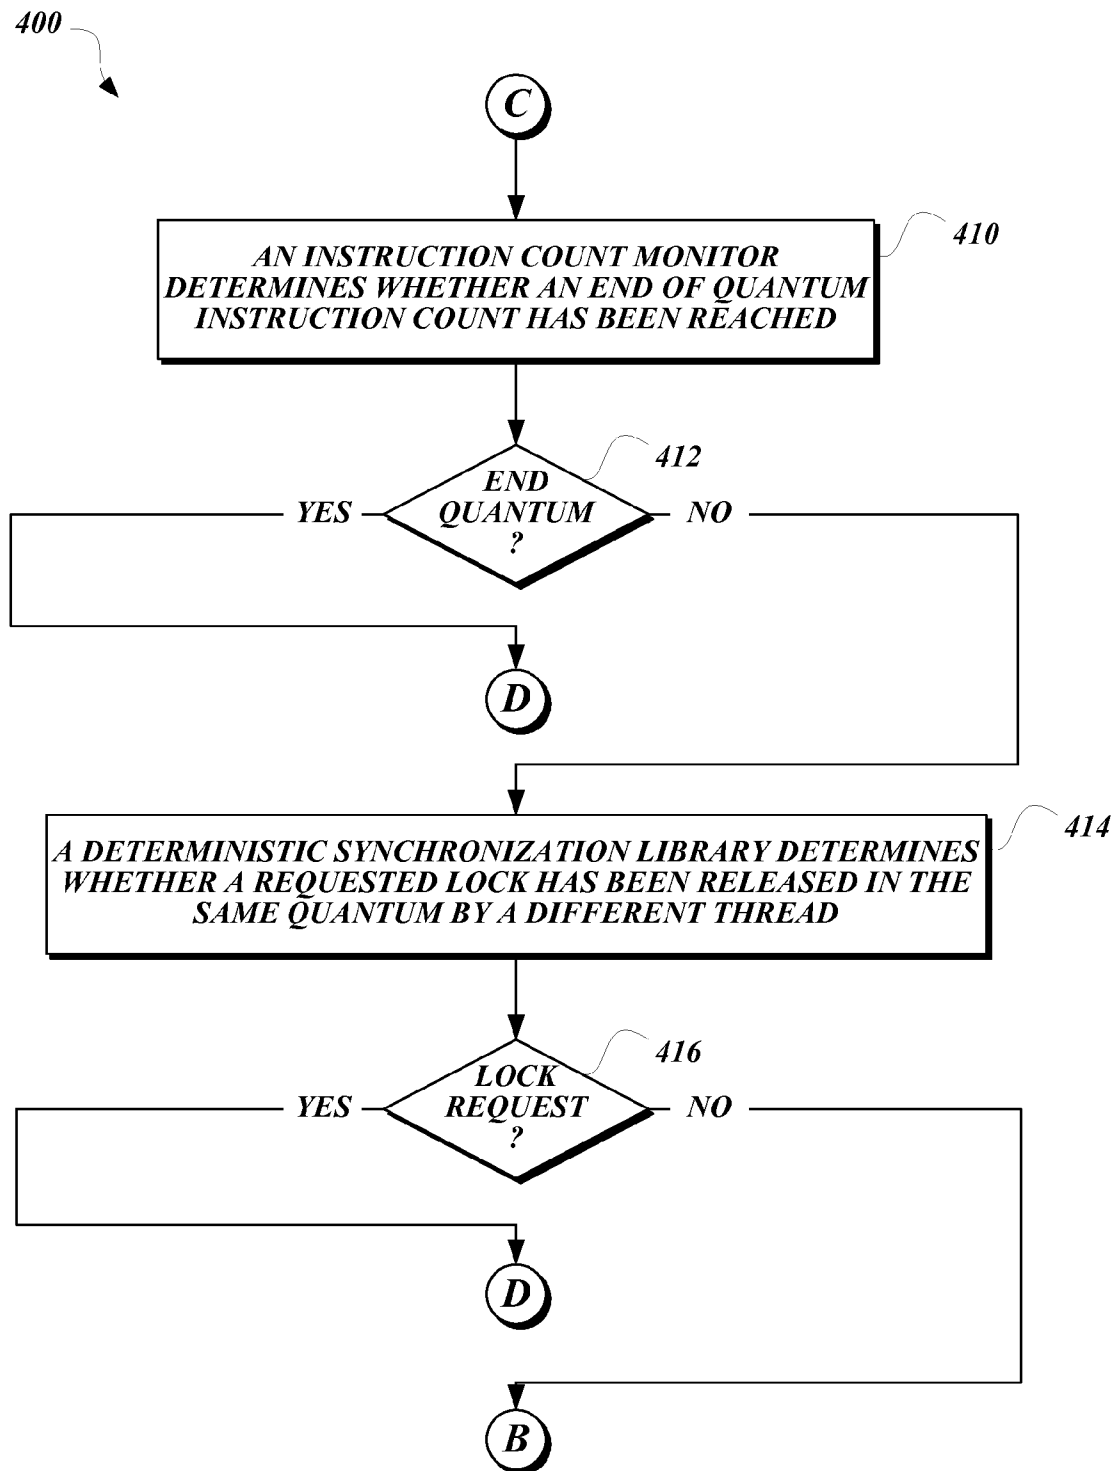 400
C
AN INSTRUCTION COUNT MONITOR
DETERMINES WHETHER AN END OF QUANTUM
INSTRUCTION COUNT HAS BEEN REACHED
410
END
QUANTUM
?
412
YES
NO
D
A DETERMINISTIC SYNCHRONIZATION LIBRARY DETERMINES
WHETHER A REQUESTED LOCK HAS BEEN RELEASED IN THE
SAME QUANTUM BY A DIFFERENT THREAD
414
LOCK
REQUEST
?
416
YES
NO
D
B